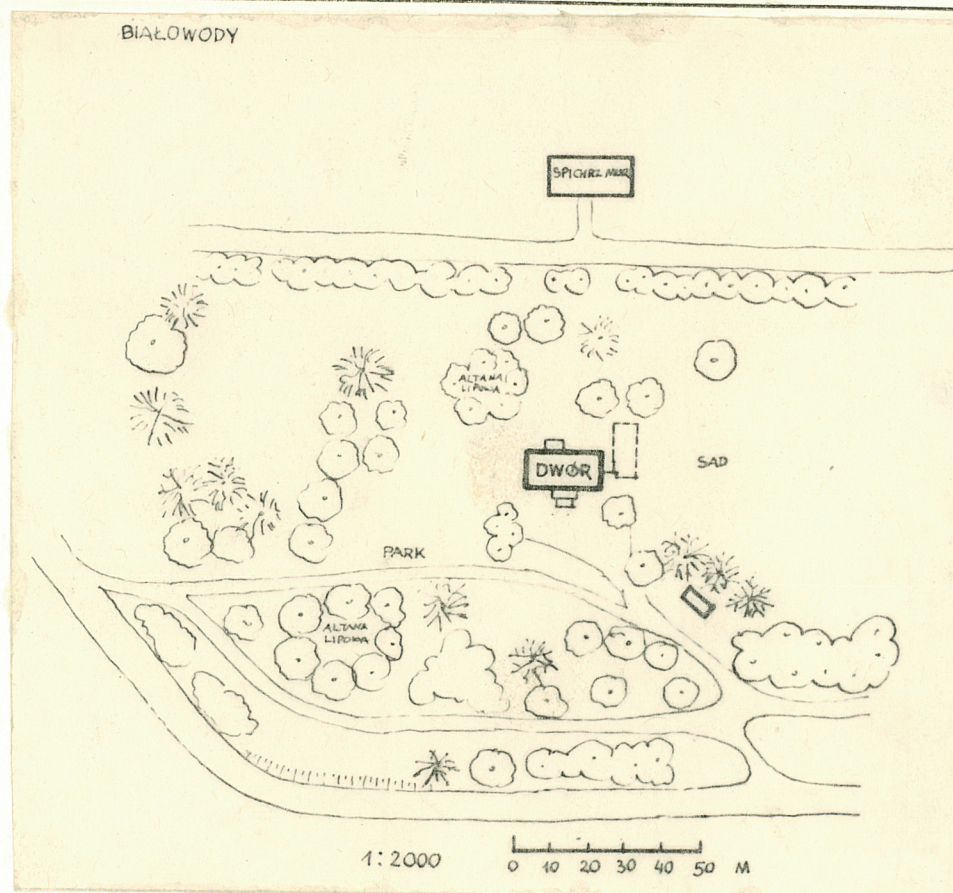 BIAŁOWODY
SPICHRZ MUR
ALTANA
LIPOWA
DWÓR
SAD
PARK
ALTANA
LIPOWA
1:2000
0 10 20 30 40 50 M